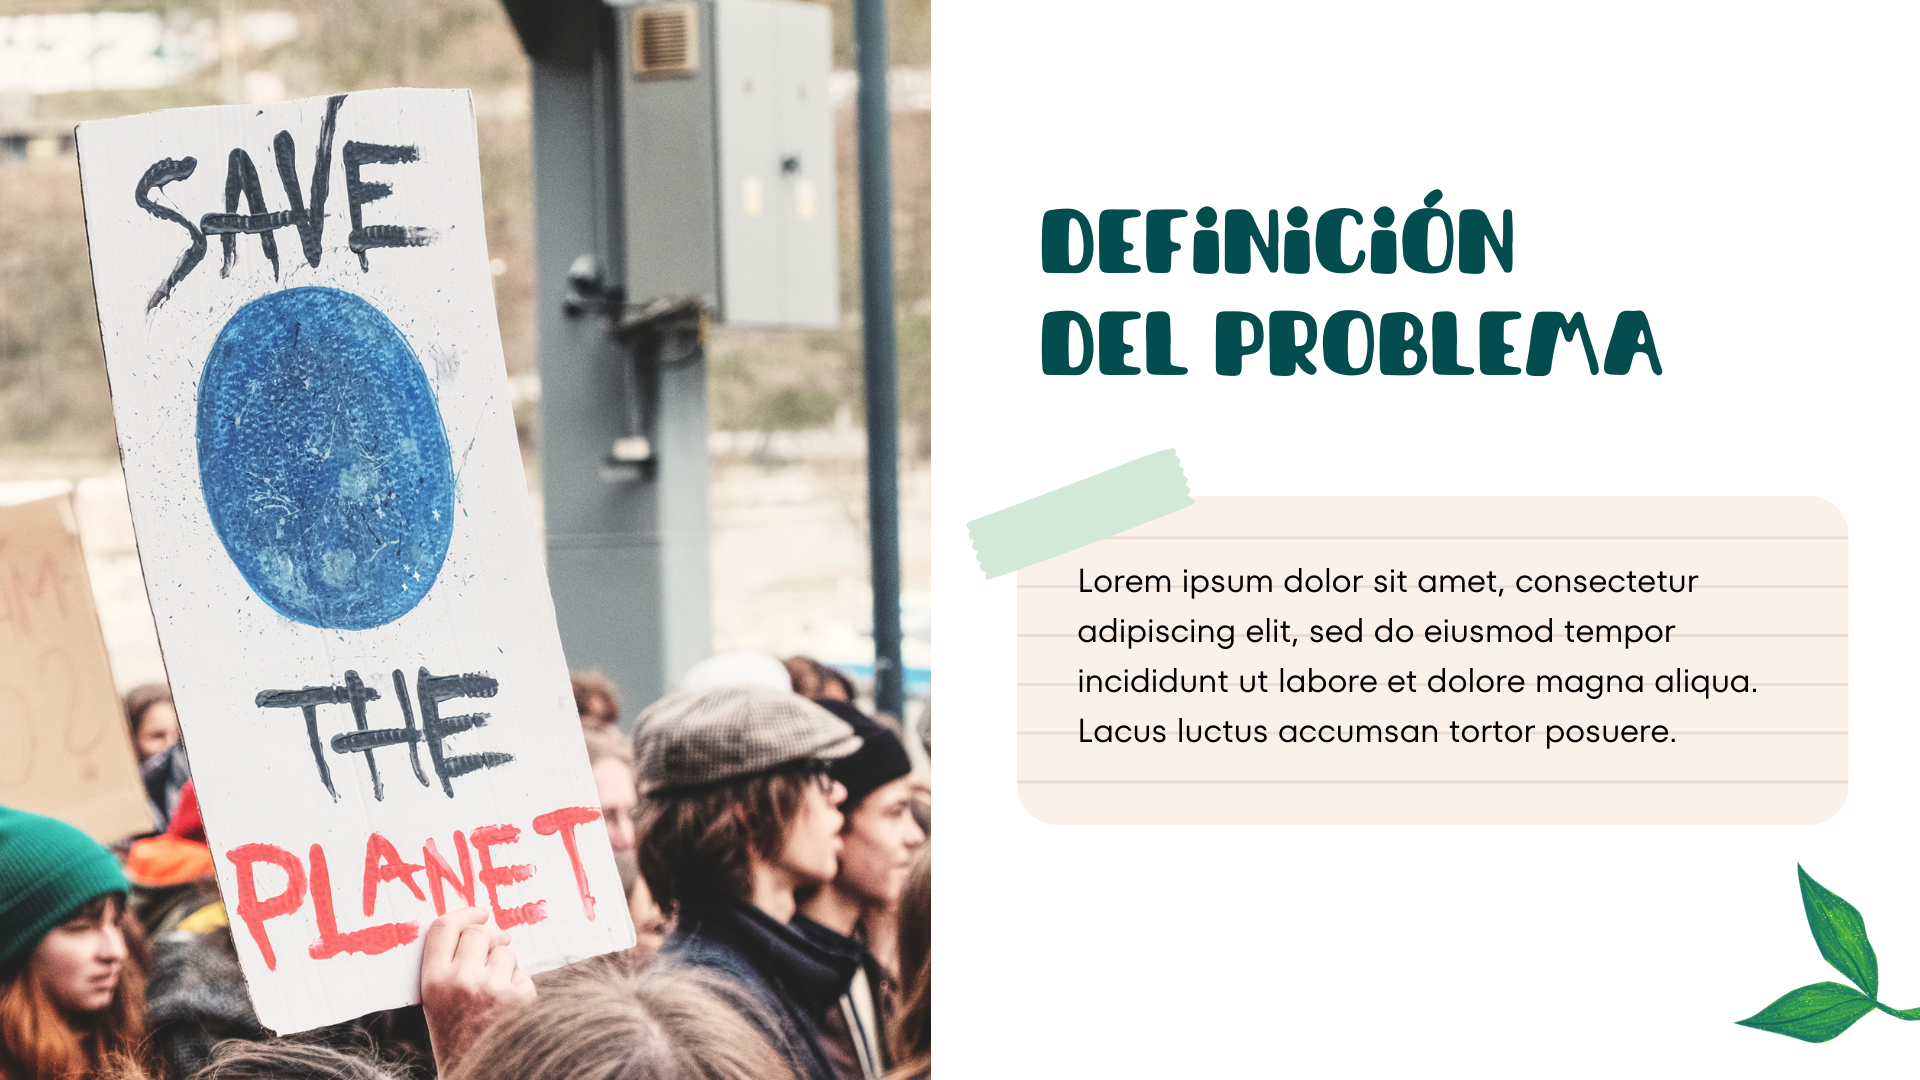 SAVE
THE
PLANET
DEFINICIÓN
DEL PROBLEMA
Lorem ipsum dolor sit amet, consectetur
adipiscing elit, sed do eiusmod tempor
incididunt ut labore et dolore magna aliqua.
Lacus luctus accumsan tortor posuere.